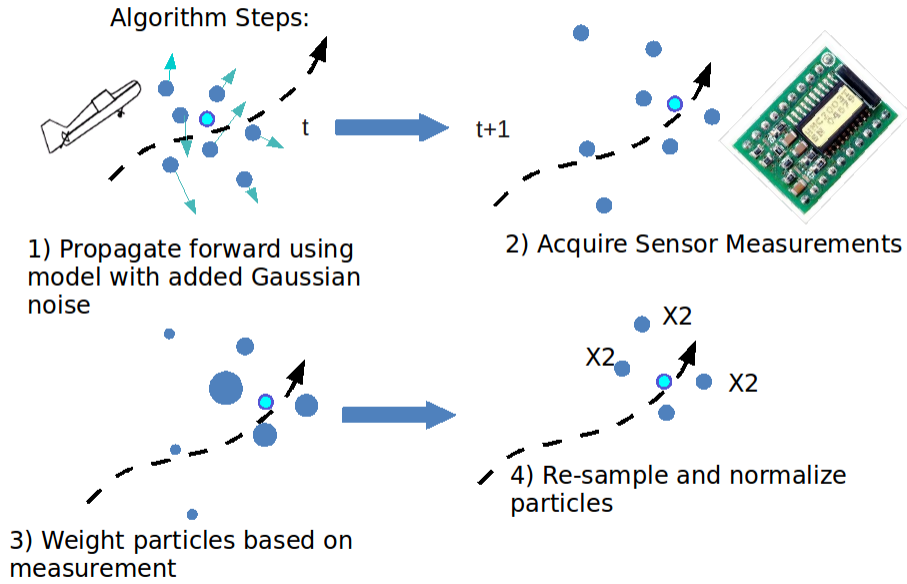 Algorithm Steps:
t
t+1
1) Propagate forward using
model with added Gaussian
noise
2) Acquire Sensor Measurements
X2
X2
X2
3) Weight particles based on
measurement
4) Re-sample and normalize
particles